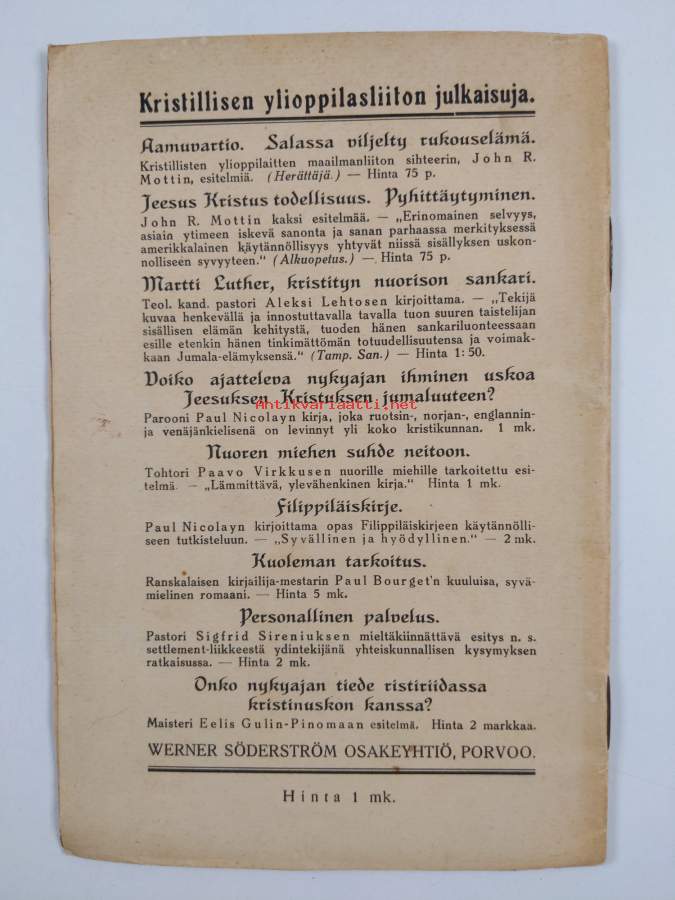 Kristillisen ylioppilasliiton julkaisuja.
Aamuvartio. Salassa viljelty rukouselämä.
Kristillisten ylioppilaitten maailmanliiton sihteerin, John R.
Mottin, esitelmiä. (Herättäjä.) — Hinta 75 p.
Jeesus Kristus todellisuus. Pyhittäytyminen.
John R. Mottin kaksi esitelmää. — „Erinomainen selvyys,
asiain ytimeen iskevä sanonta ja sanan parhaassa merkityksessä
amerikkalainen käytännöllisyys yhtyvät niissä sisällyksen uskon-
nolliseen syvyyteen.“ (Alkuopetus.) — Hinta 75 p.
Martti Luther, kristityn nuorison sankari.
Teol. kand. pastori Aleksi Lehtosen kirjoittama. — „Tekijä
kuvaa henkevällä ja innostuttavalla tavalla tuon suuren taistelijan
sisällisen elämän kehitystä, tuoden hänen sankariluonteessaan
esille etenkin hänen tinkimättömän totuudellisuutensa ja voimak-
kaan Jumala-elämyksensä.“ (Tamp. San.) — Hinta 1:50.
Voiko ajatteleva nykyajan ihminen uskoa
Jeesuksen Kristuksen jumaluuteen?
Antikvariaatti.net
Parooni Paul Nicolayn kirja, joka ruotsin-, norjan-, englannin-
ja venäjänkielisenä on levinnyt yli koko kristikunnan. 1 mk.
Nuoren miehen suhde neitoon.
Tohtori Paavo Virkkusen nuorille miehille tarkoitettu esi-
telmä. — „Lämmittävä, ylevähenkinen kirja.“ Hinta 1 mk.
Filippiläiskirje.
Paul Nicolayn kirjoittama opas Filippiläiskirjeen käytännölli-
seen tutkisteluun. — „Syvällinen ja hyödyllinen.“ — 2 mk.
Kuoleman tarkoitus.
Ranskalaisen kirjailija-mestarin Paul Bourget'n kuuluisa, syvä-
mielinen romaani. — Hinta 5 mk.
Personallinen palvelus.
Pastori Sigfrid Sireniuksen mieltäkiinnättävä esitys n. s.
settlement-liikkeestä ydintekijänä yhteiskunnallisen kysymyksen
ratkaisussa. — Hinta 2 mk.
Onko nykyajan tiede ristiriidassa
kristinuskon kanssa?
Maisteri Eelis Gulin-Pinomaan esitelmä. Hinta 2 markkaa.
WERNER SÖDERSTRÖM OSAKEYHTIÖ, PORVOO.
Hinta 1 mk.